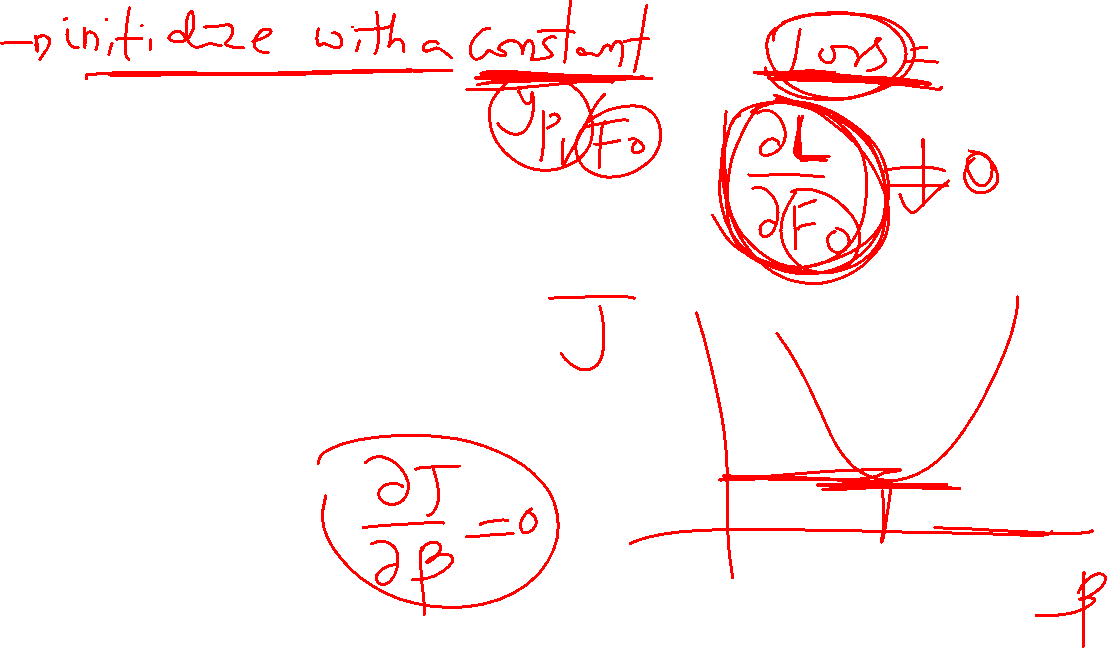 → initialize with a constant
loss =
yp, F0
∂L/∂F0 = 0
J
∂J/∂β = 0
β